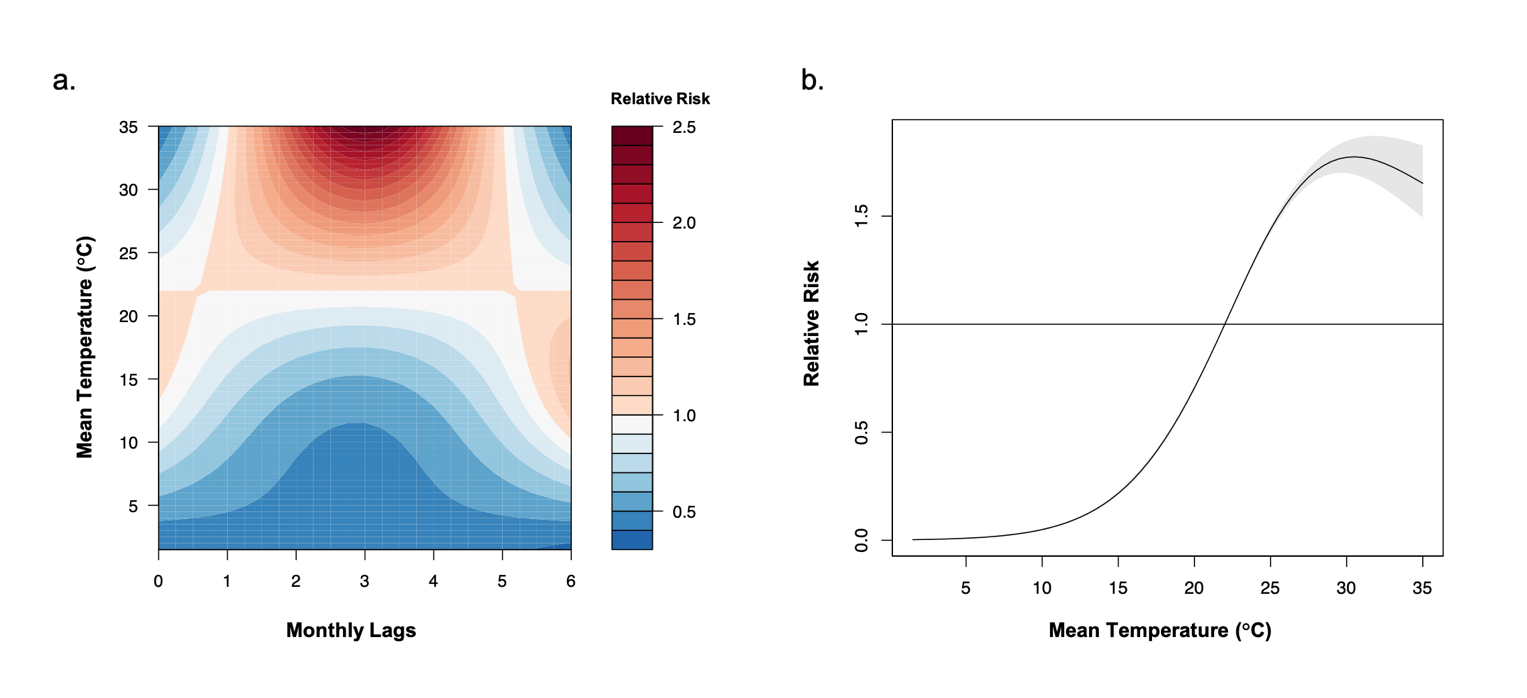 a.
Relative Risk
35
30
25
20
15
10
5
Mean Temperature (°C)
0 1 2 3 4 5 6
Monthly Lags
2.5
2.0
1.5
1.0
0.5
b.
1.5
1.0
0.5
0.0
Relative Risk
5 10 15 20 25 30 35
Mean Temperature (°C)